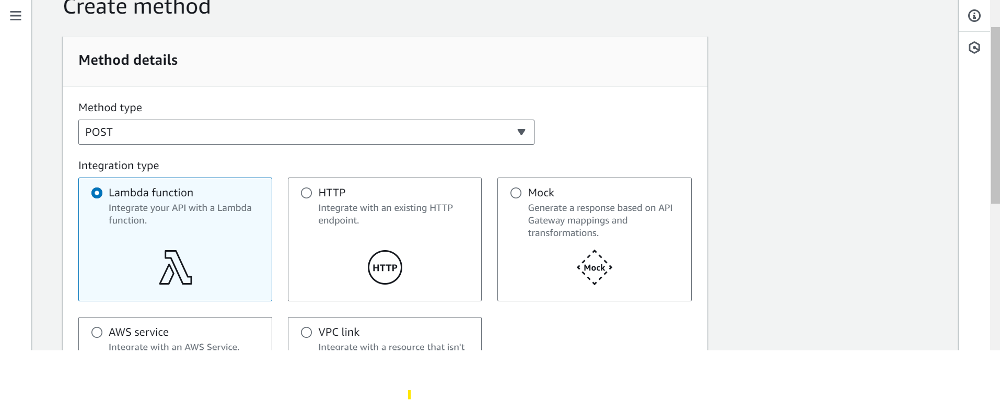 Create method
Method details
Method type
POST
Integration type
Lambda function
Integrate your API with a Lambda
function.
HTTP
Integrate with an existing HTTP
endpoint.
HTTP
Mock
Generate a response based on API
Gateway mappings and
transformations.
Mock
AWS service
Integrate with an AWS Service.
VPC link
Integrate with a resource that isn't